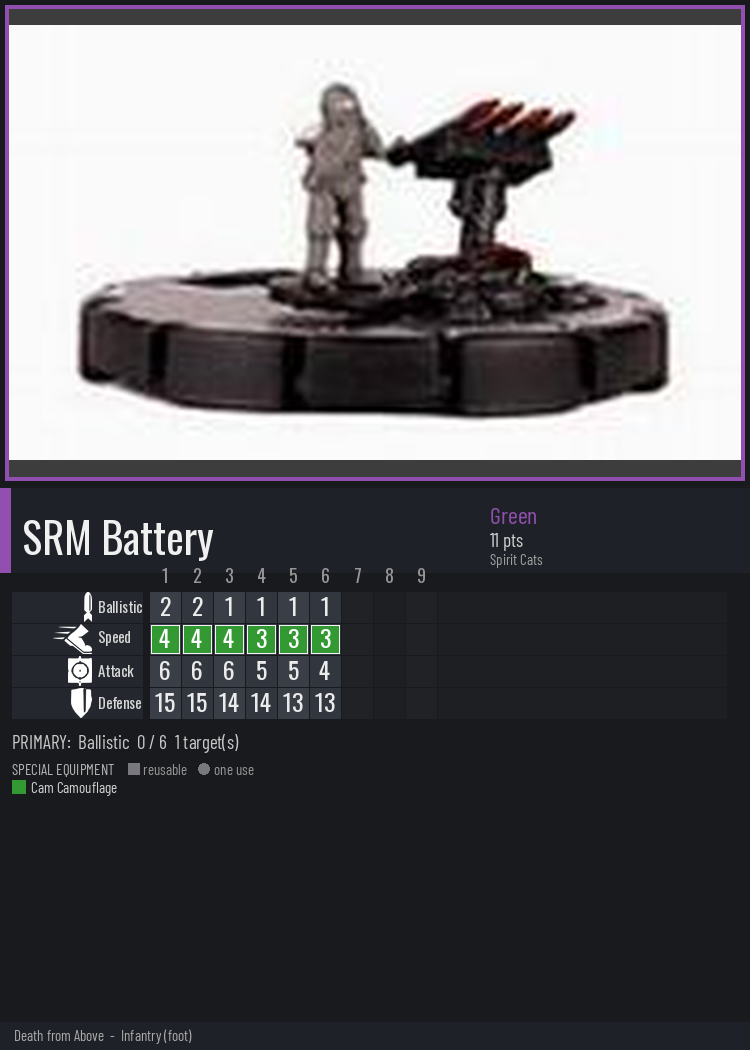 SRM Battery
Green
11 pts
Spirit Cats
1 2 3 4 5 6 7 8 9
Ballistic 2 2 1 1 1 1
Speed 4 4 4 3 3 3
Attack 6 6 6 5 5 4
Defense 15 15 14 14 13 13
PRIMARY: Ballistic 0 / 6 1 target(s)
SPECIAL EQUIPMENT reusable one use
Cam Camouflage
Death from Above - Infantry (foot)